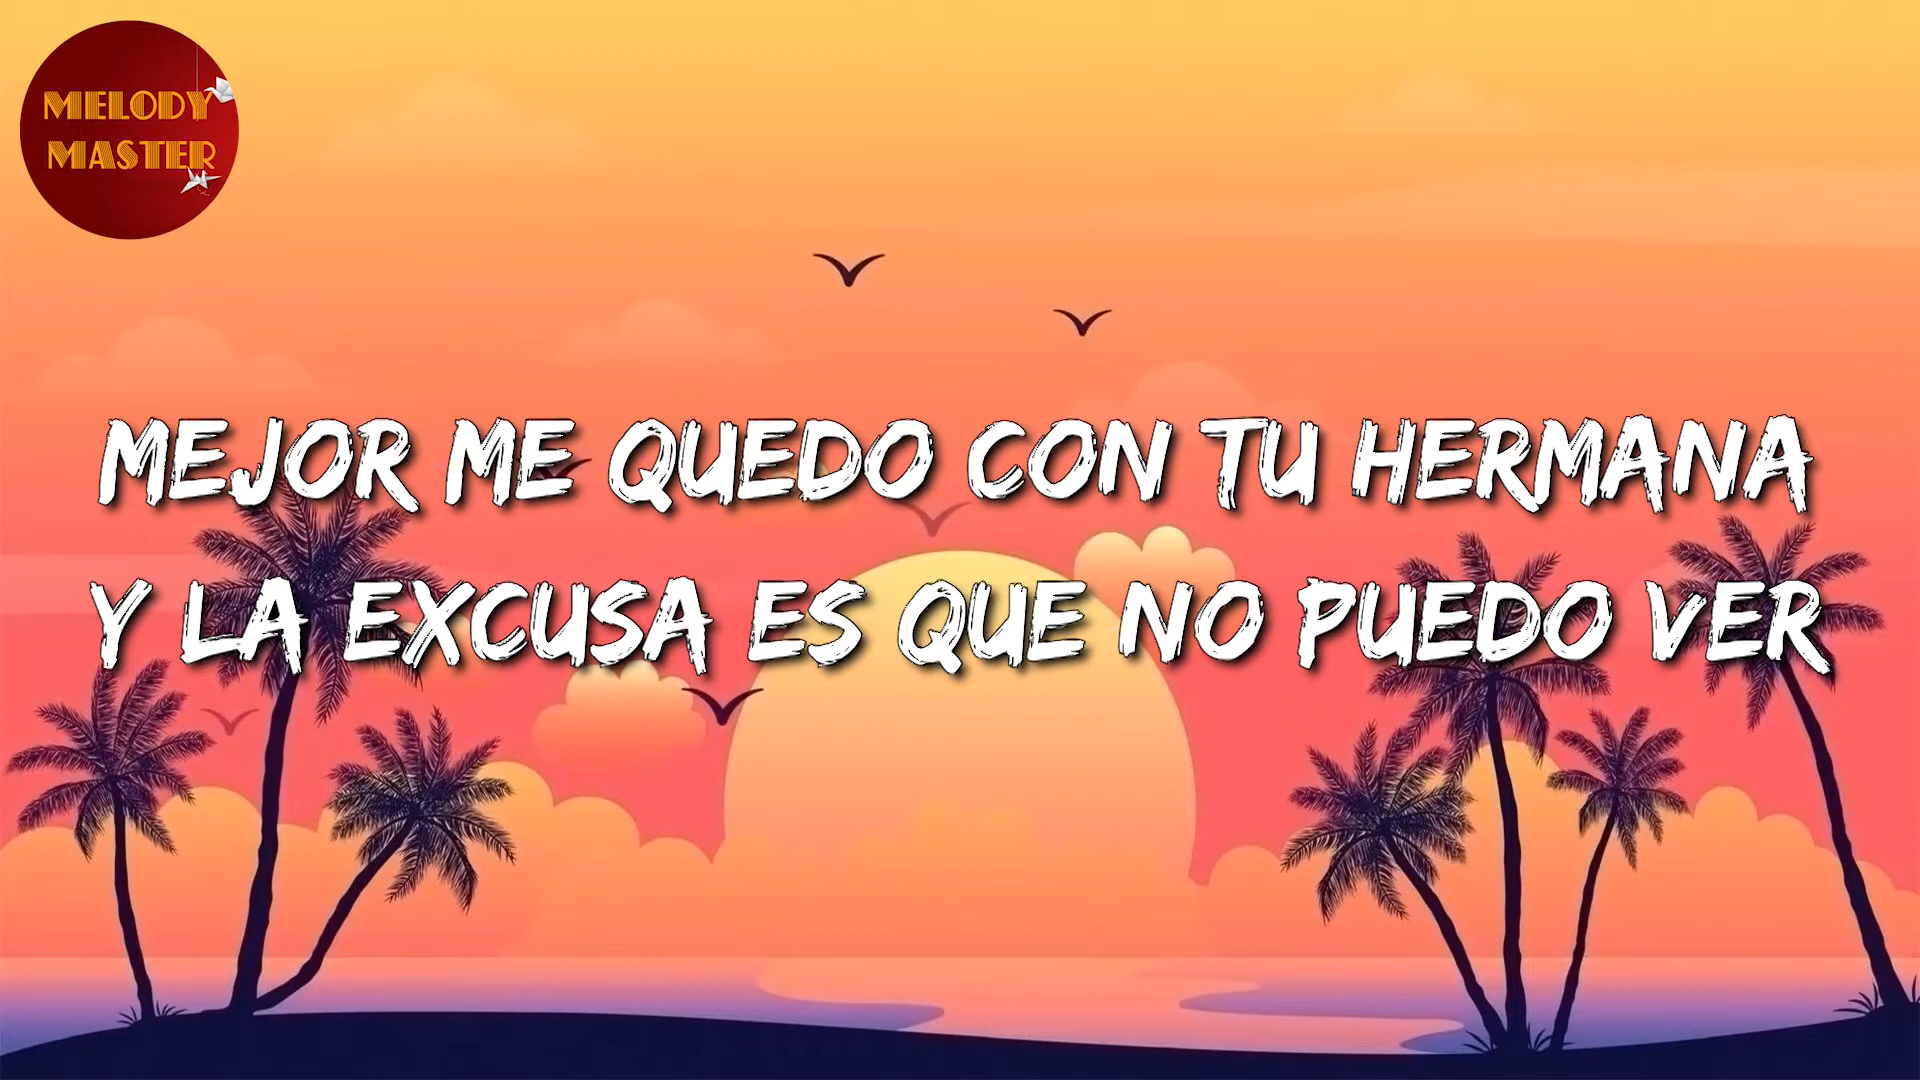 MELODY
MASTER
MEJOR ME QUEDO CON TU HERMANA
Y LA EXCUSA ES QUE NO PUEDO VER